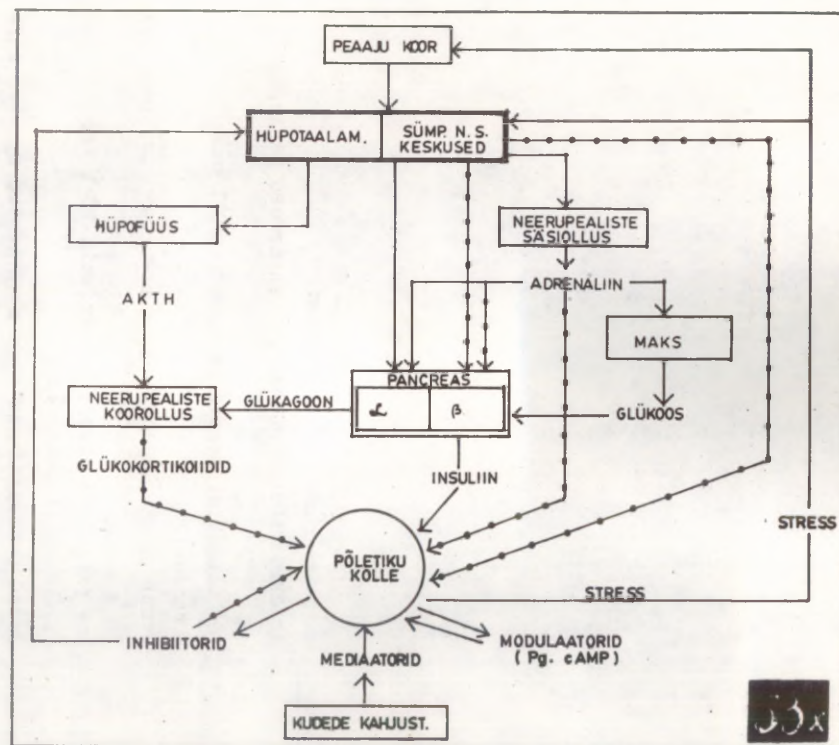 PEAAJU KOOR
HÜPOTAALAM.
SÜMP. N. S.
KESKUSED
HÜPOFÜÜS
NEERUPEALISTE
SÄSIOLLUS
AKTH
ADRENALIIN
MAKS
PANCREAS
NEERUPEALISTE
KOOROLLUS
GLÜKAGOON
α
β
GLÜKOOS
GLÜKOKORTIKOIDID
INSULIIN
STRESS
PÕLETIKU
KOLLE
STRESS
INHIBIITORID
MEDIAATORID
MODULAATORID
(Pg. cAMP)
KUDEDE KAHJUST.